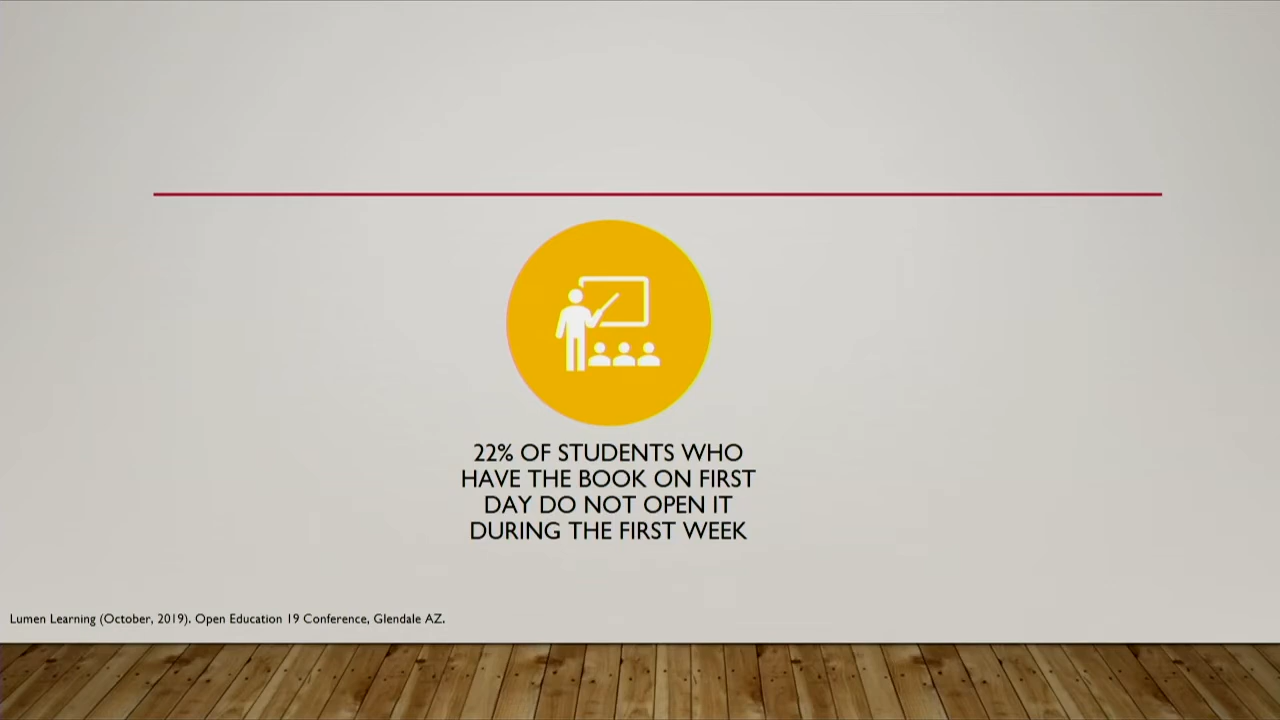 22% OF STUDENTS WHO
HAVE THE BOOK ON FIRST
DAY DO NOT OPEN IT
DURING THE FIRST WEEK
Lumen Learning (October, 2019). Open Education 19 Conference, Glendale AZ.